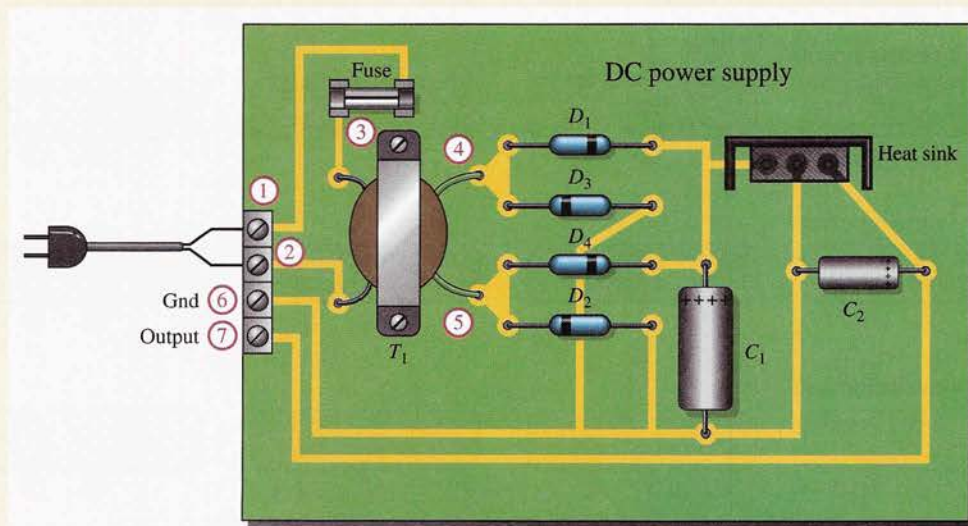 DC power supply
Fuse
D1
3
4
Heat sink
D3
1
D4
2
Gnd 6
D2
C2
Output 7
5
T1
C1
++++
+++